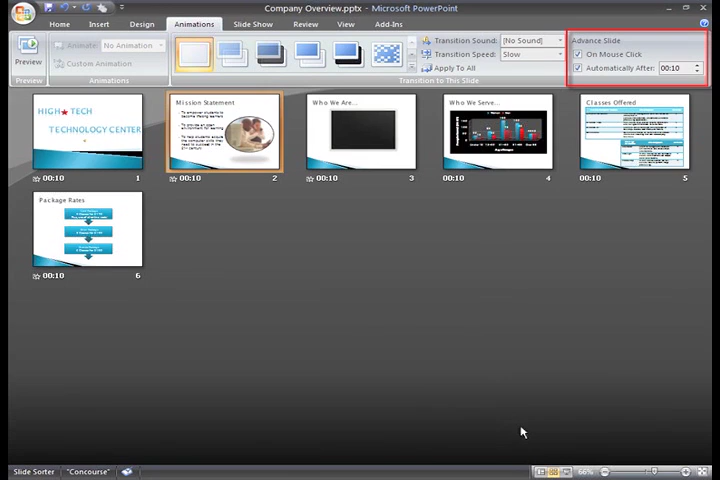 Company Overview.pptx - Microsoft PowerPoint
Home Insert Design Animations Slide Show Review View Add-Ins
Preview
Animate: No Animation
Custom Animation
Transition Sound: [No Sound]
Transition Speed: Slow
Apply To All
Advance Slide
On Mouse Click
Automatically After: 00:10
Preview Animations Transition to This Slide
HIGH TECH
TECHNOLOGY CENTER
00:10 1
Mission Statement
00:10 2
Who We Are...
00:10 3
Who We Serve...
00:10 4
Classes Offered
00:10 5
Package Rates
00:10 6
Slide Sorter "Concourse" 66%